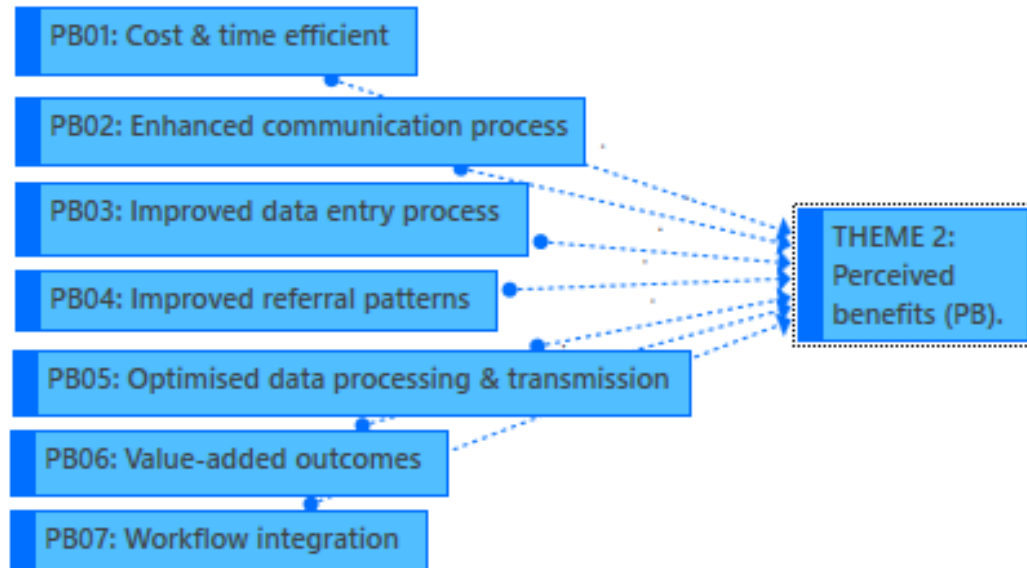 PB01: Cost & time efficient
PB02: Enhanced communication process
PB03: Improved data entry process
PB04: Improved referral patterns
PB05: Optimised data processing & transmission
PB06: Value-added outcomes
PB07: Workflow integration
THEME 2:
Perceived
benefits (PB).